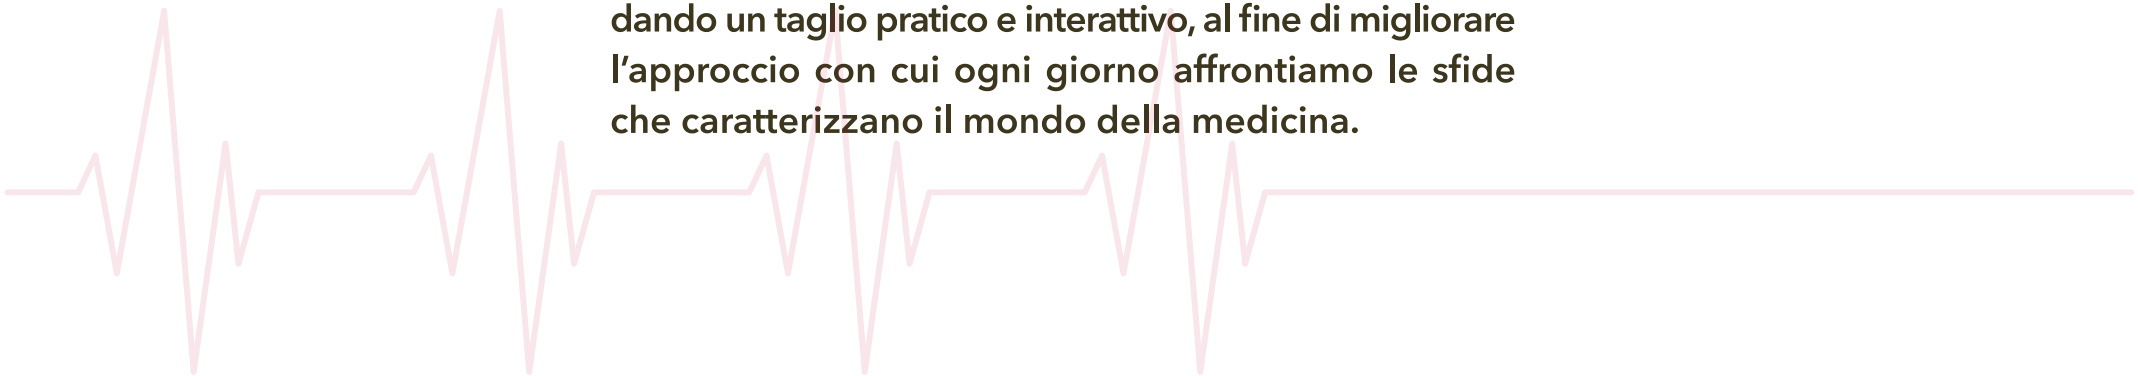 dando un taglio pratico e interattivo, al fine di migliorare
l’approccio con cui ogni giorno affrontiamo le sfide
che caratterizzano il mondo della medicina.